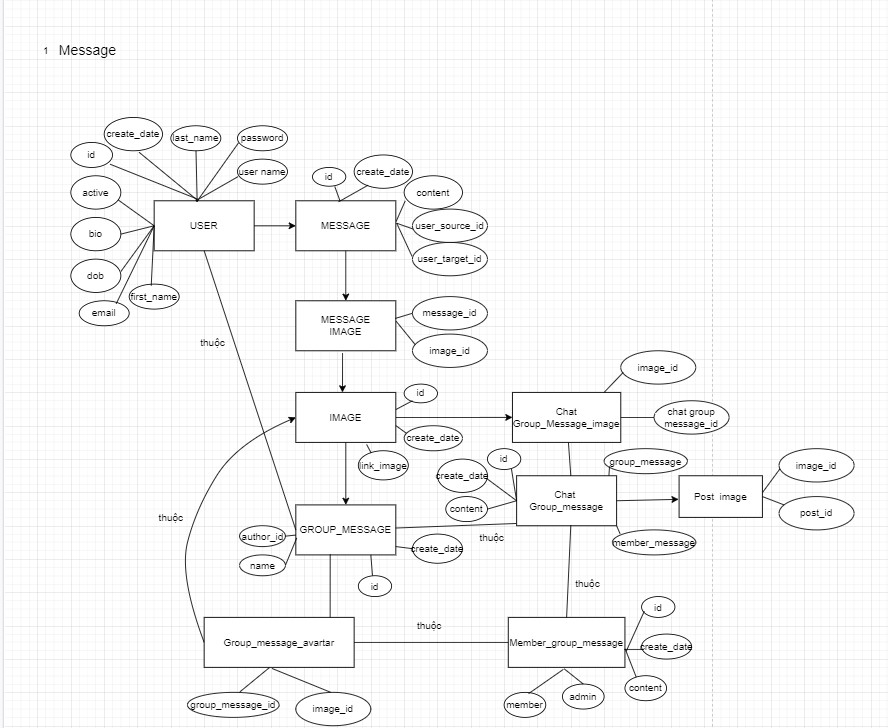 1 Message
create_date
last_name
password
id
user name
active
bio
dob
email
first_name
USER
id
create_date
content
user_source_id
user_target_id
MESSAGE
thuộc
MESSAGE
IMAGE
message_id
image_id
IMAGE
id
create_date
link_image
Chat
Group_Message_image
image_id
chat group
message_id
id
create_date
content
group_message
Chat
Group_message
member_message
Post image
image_id
post_id
thuộc
author_id
name
GROUP_MESSAGE
create_date
id
thuộc
thuộc
Group_message_avartar
thuộc
Member_group_message
id
create_date
content
group_message_id
image_id
member
admin